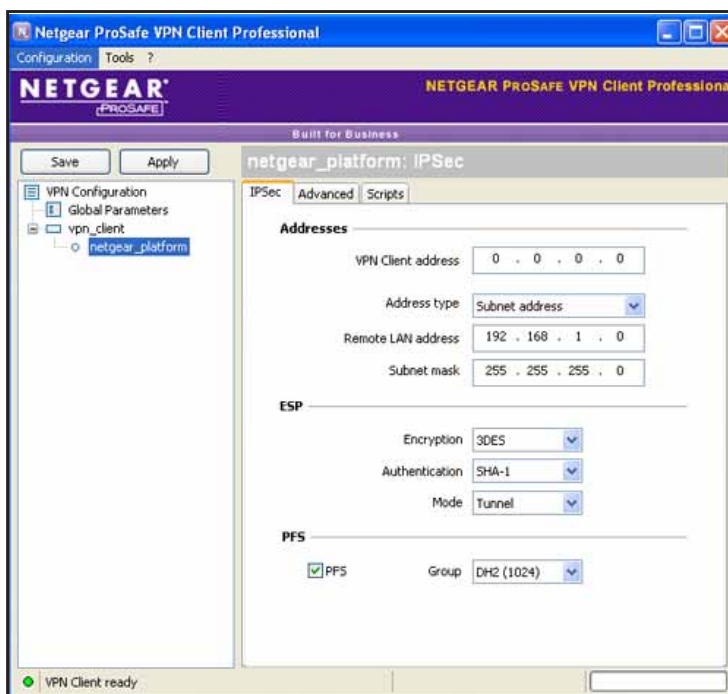 Netgear ProSafe VPN Client Professional
Configuration Tools ?
NETGEAR
PROSAFE
NETGEAR PROSAFE VPN Client Professiona
Built for Business
Save Apply
netgear_platform: IPSec
VPN Configuration
Global Parameters
vpn_client
netgear_platform
IPSec Advanced Scripts
Addresses
VPN Client address 0 . 0 . 0 . 0
Address type Subnet address
Remote LAN address 192 . 168 . 1 . 0
Subnet mask 255 . 255 . 255 . 0
ESP
Encryption 3DES
Authentication SHA-1
Mode Tunnel
PFS
PFS Group DH2 (1024)
VPN Client ready